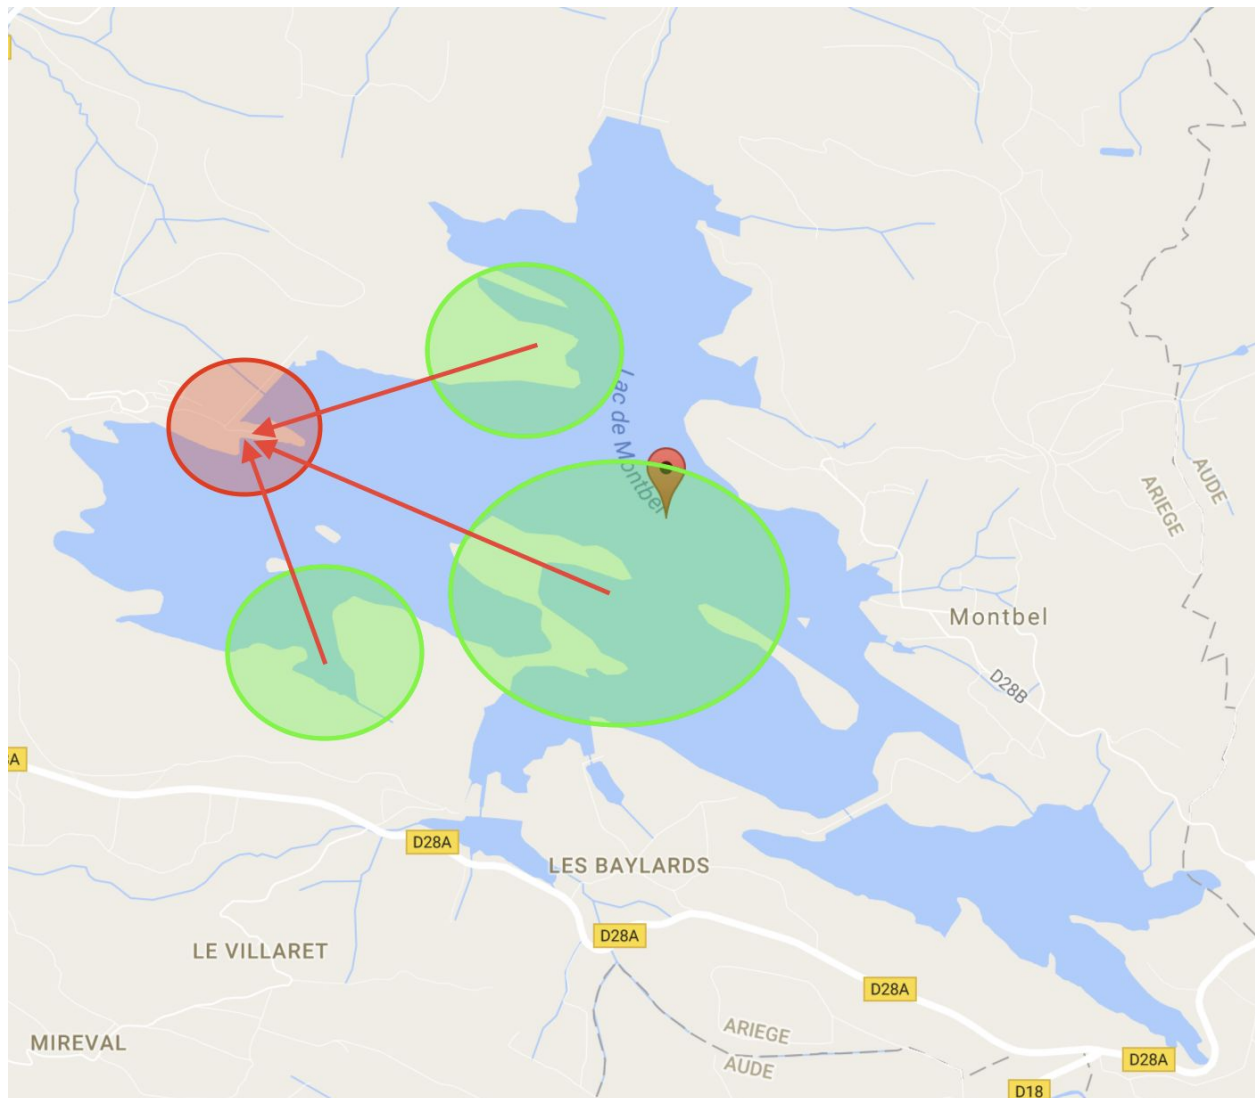 Lac de Montbel
AUDE
ARIEGE
Montbel
D28B
D28A
LES BAYLARDS
D28A
LE VILLARET
D28A
ARIEGE
AUDE
MIREVAL
D28A
D18